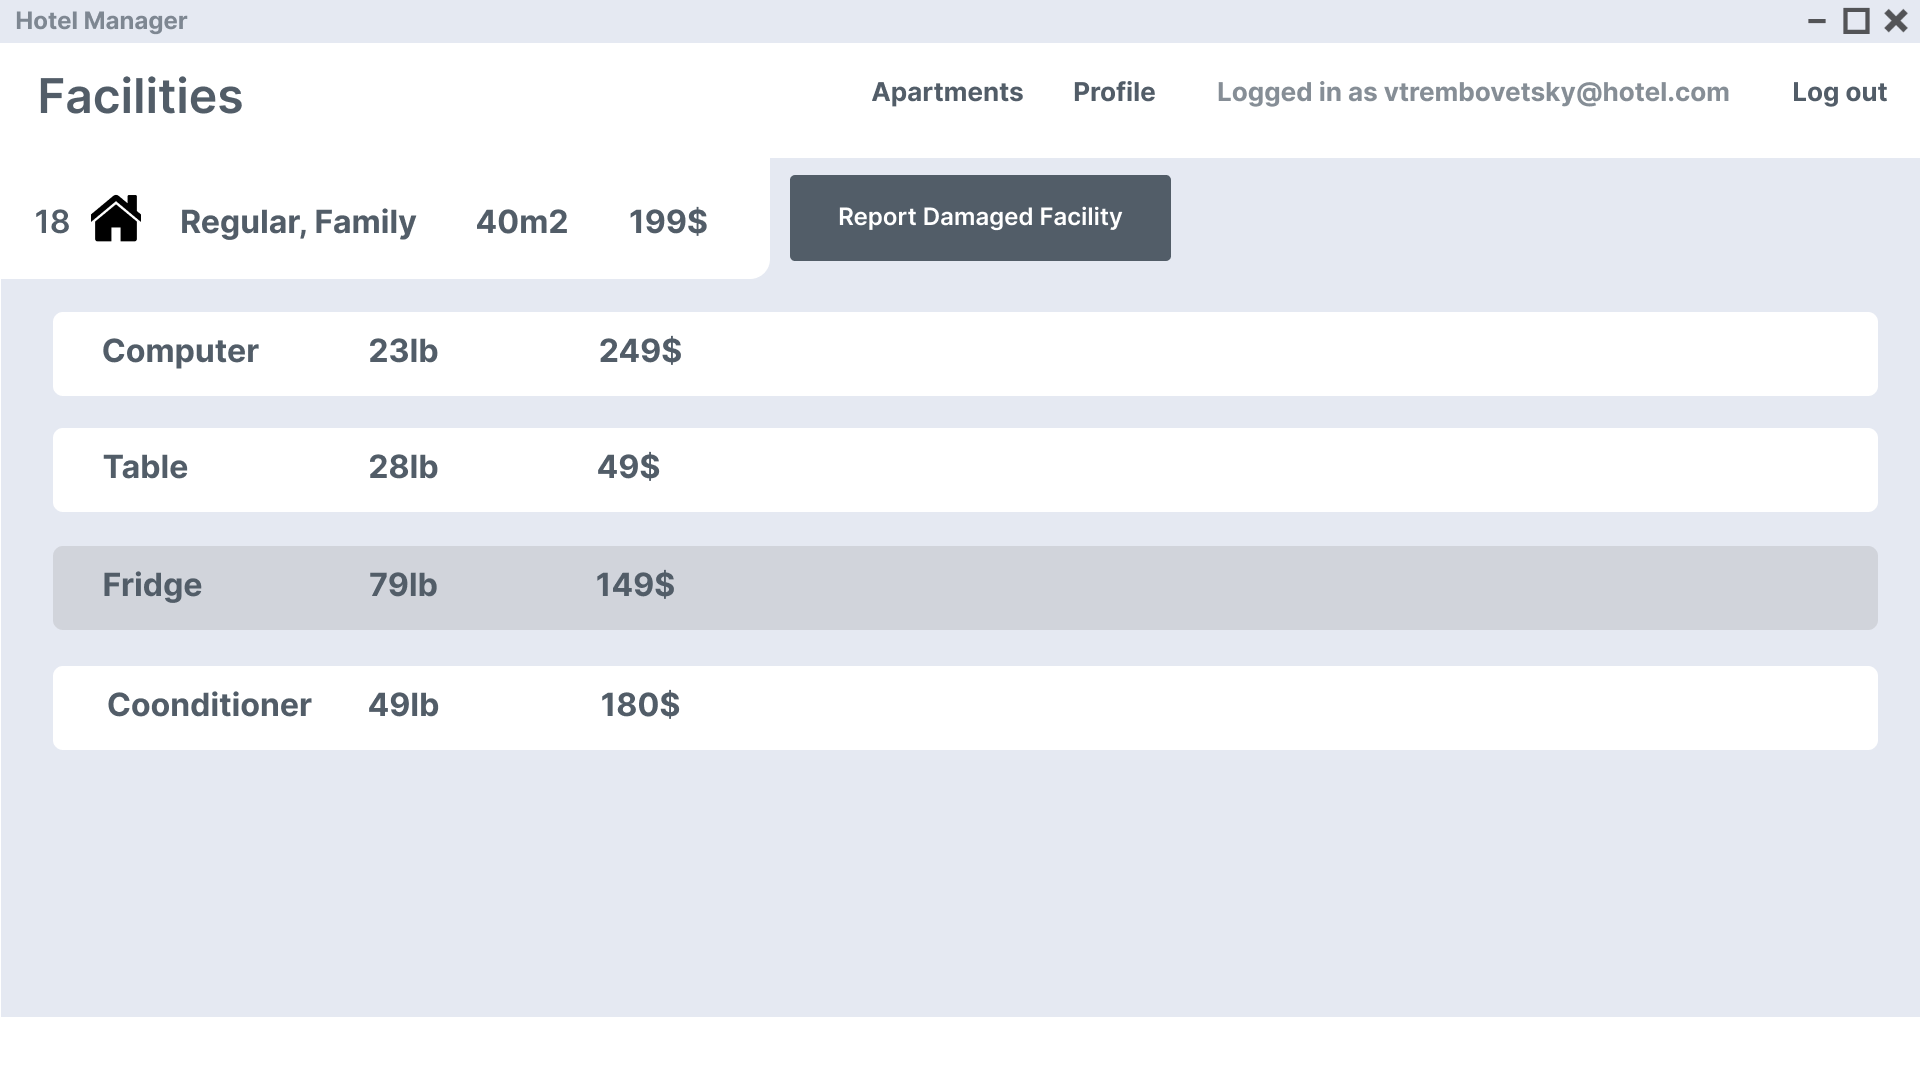 Hotel Manager
Facilities
Apartments Profile Logged in as vtrembovetsky@hotel.com Log out
18 Regular, Family 40m2 199$
Report Damaged Facility
Computer 23lb 249$
Table 28lb 49$
Fridge 79lb 149$
Coonditioner 49lb 180$